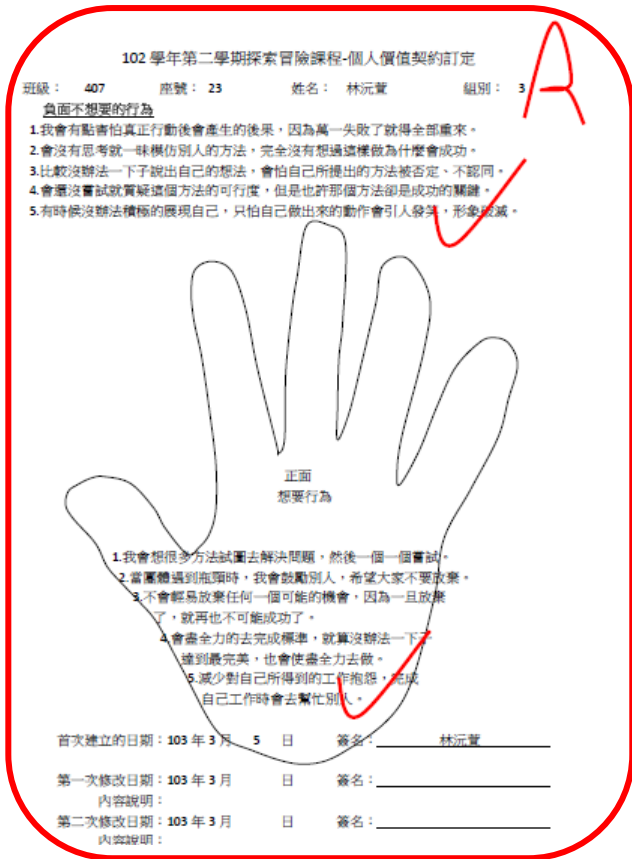 102 學年第二學期探索冒險課程-個人價值契約訂定
班級： 407 座號：23 姓名： 林沅萱 組別： 3
A
負面不想要的行為
1.我會有點害怕真正行動後會產生的後果，因為萬一失敗了就得全部重來。
2.會沒有思考就一昧模仿別人的方法，完全沒有想過這樣做為什麼會成功。
3.比較沒辦法一下子說出自己的想法，會怕自己所提出的方法被否定、不認同。
4.會還沒嘗試就質疑這個方法的可行度，但是也許那個方法卻是成功的關鍵。
5.有時候沒辦法積極的展現自己，只怕自己做出來的動作會引人發笑，形象破滅。
正面
想要行為
1.我會想很多方法試圖去解決問題，然後一個一個嘗試。
2.當團體遇到瓶頸時，我會鼓勵別人，希望大家不要放棄。
3.不會輕易放棄任何一個可能的機會，因為一旦放棄
了，就再也不可能成功了。
4.會盡全力的去完成標準，就算沒辦法一下子
達到最完美，也會使盡全力去做。
5.減少對自己所得到的工作抱怨，完成
自己工作時會去幫忙別人。
首次建立的日期：103 年 3 月 5 日 簽名： 林沅萱
第一次修改日期：103 年 3 月 日 簽名：
內容說明：
第二次修改日期：103 年 3 月 日 簽名：
內容說明：